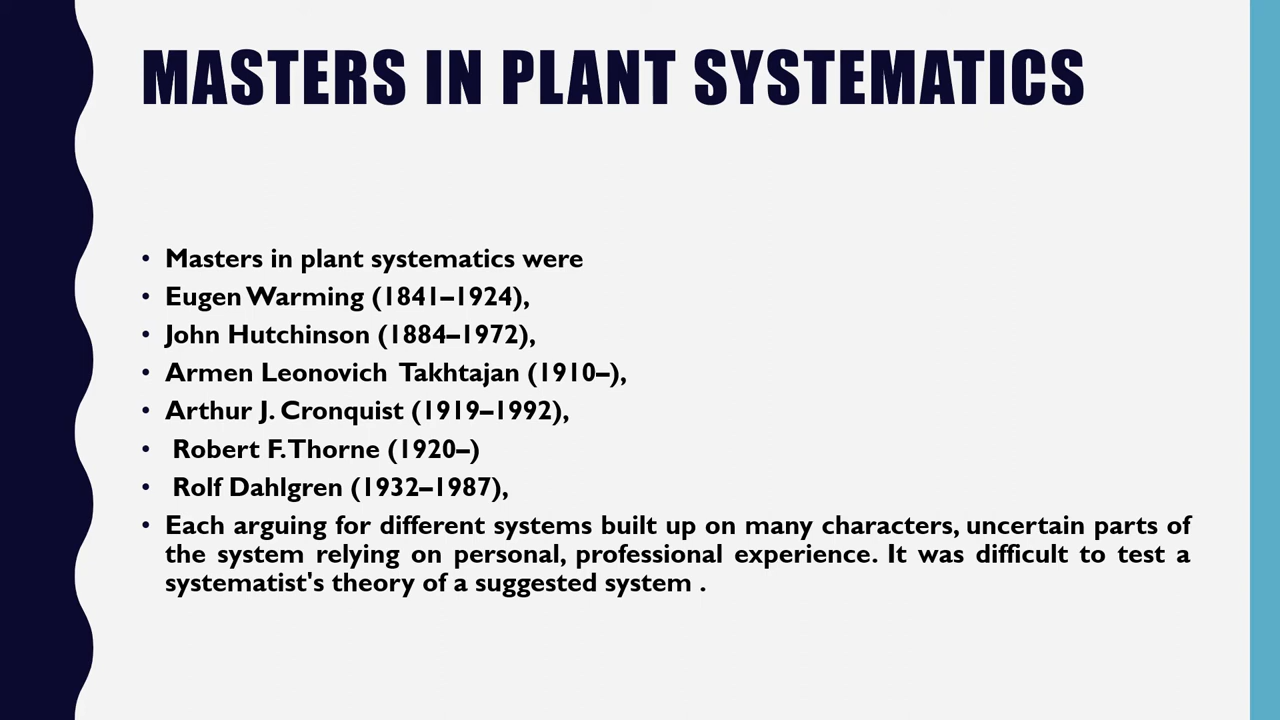 MASTERS IN PLANT SYSTEMATICS
• Masters in plant systematics were
• Eugen Warming (1841–1924),
• John Hutchinson (1884–1972),
• Armen Leonovich Takhtajan (1910–),
• Arthur J. Cronquist (1919–1992),
• Robert F. Thorne (1920–)
• Rolf Dahlgren (1932–1987),
• Each arguing for different systems built up on many characters, uncertain parts of
the system relying on personal, professional experience. It was difficult to test a
systematist's theory of a suggested system .